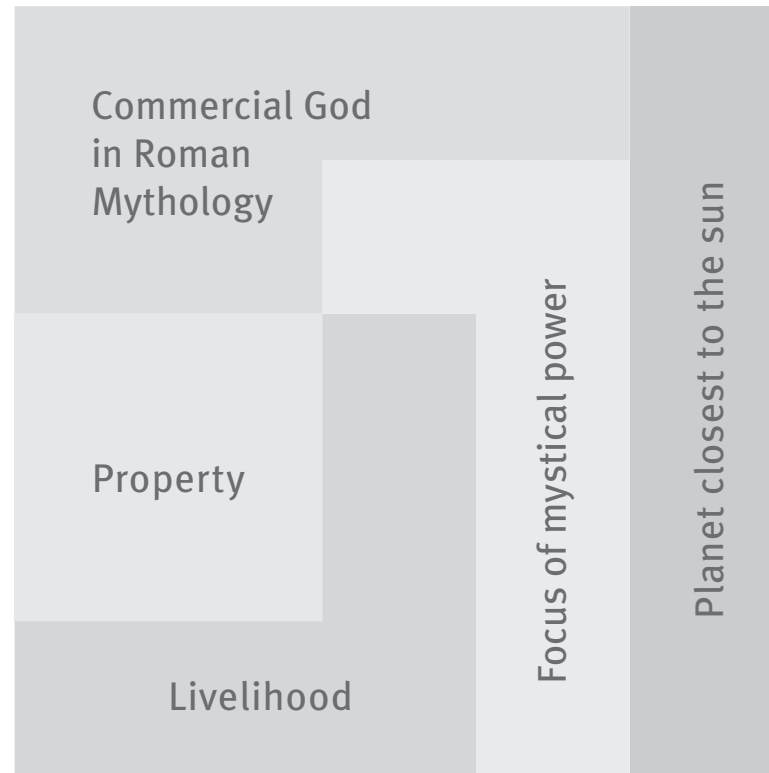 Commercial God
in Roman
Mythology
Property
Livelihood
Focus of mystical power
Planet closest to the sun